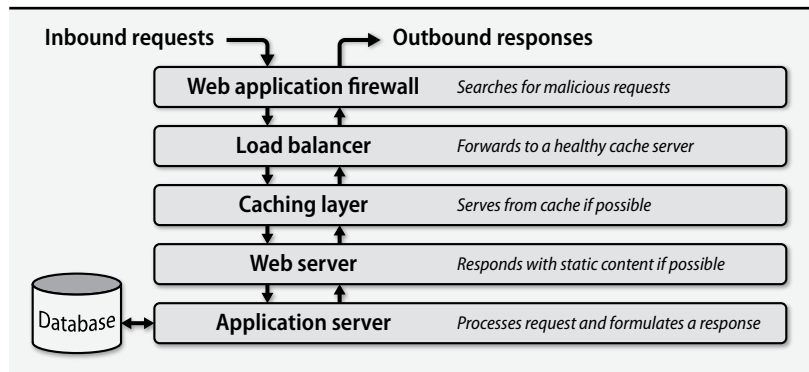 Inbound requests Outbound responses
Web application firewall Searches for malicious requests
Load balancer Forwards to a healthy cache server
Caching layer Serves from cache if possible
Web server Responds with static content if possible
Database Application server Processes request and formulates a response